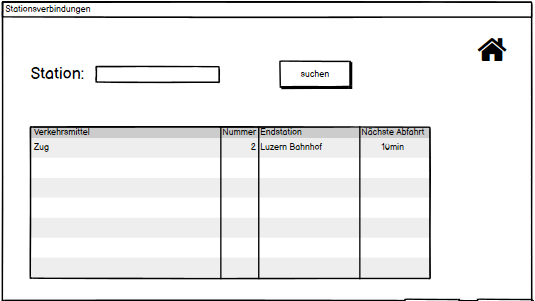 Stationsverbindungen
Station:
suchen
Verkehrsmittel Nummer Endstation Nächste Abfahrt
Zug 2 Luzern Bahnhof 10min